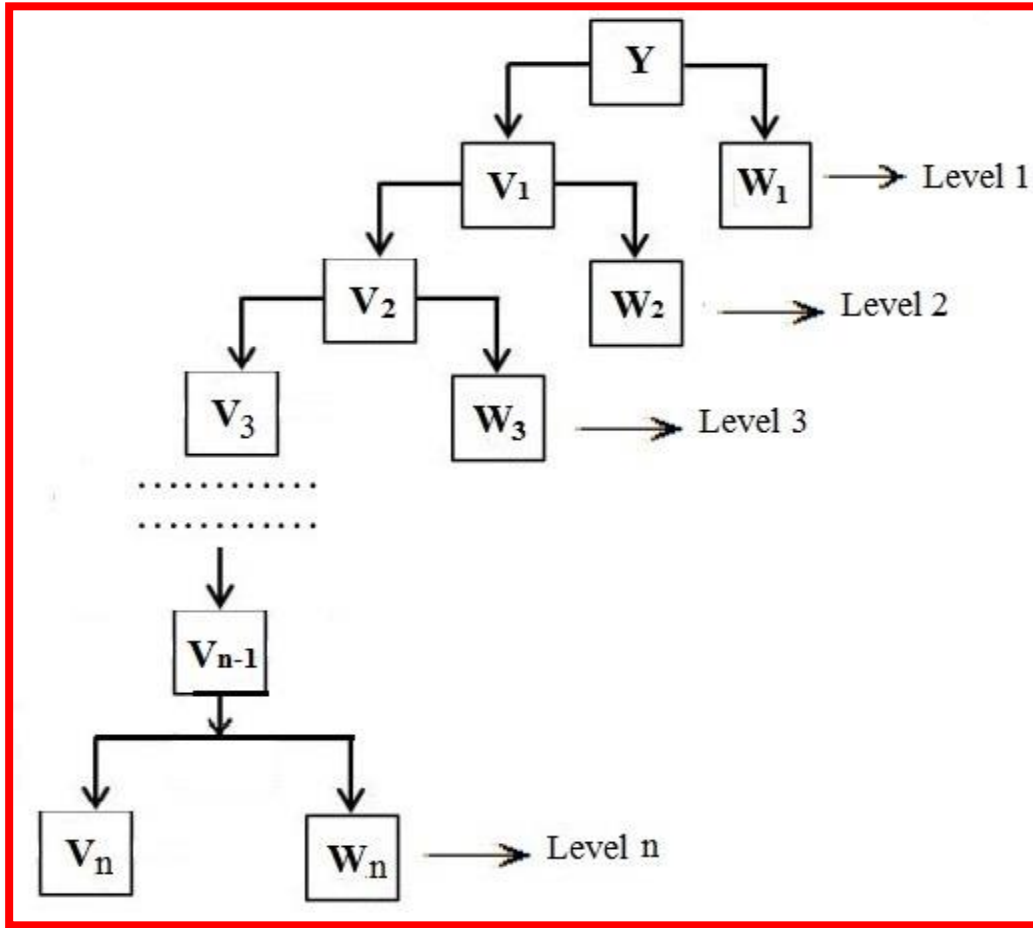 Y
V₁ W₁ Level 1
V₂ W₂ Level 2
V₃ W₃ Level 3
............
............
Vn-1
Vn Wn Level n